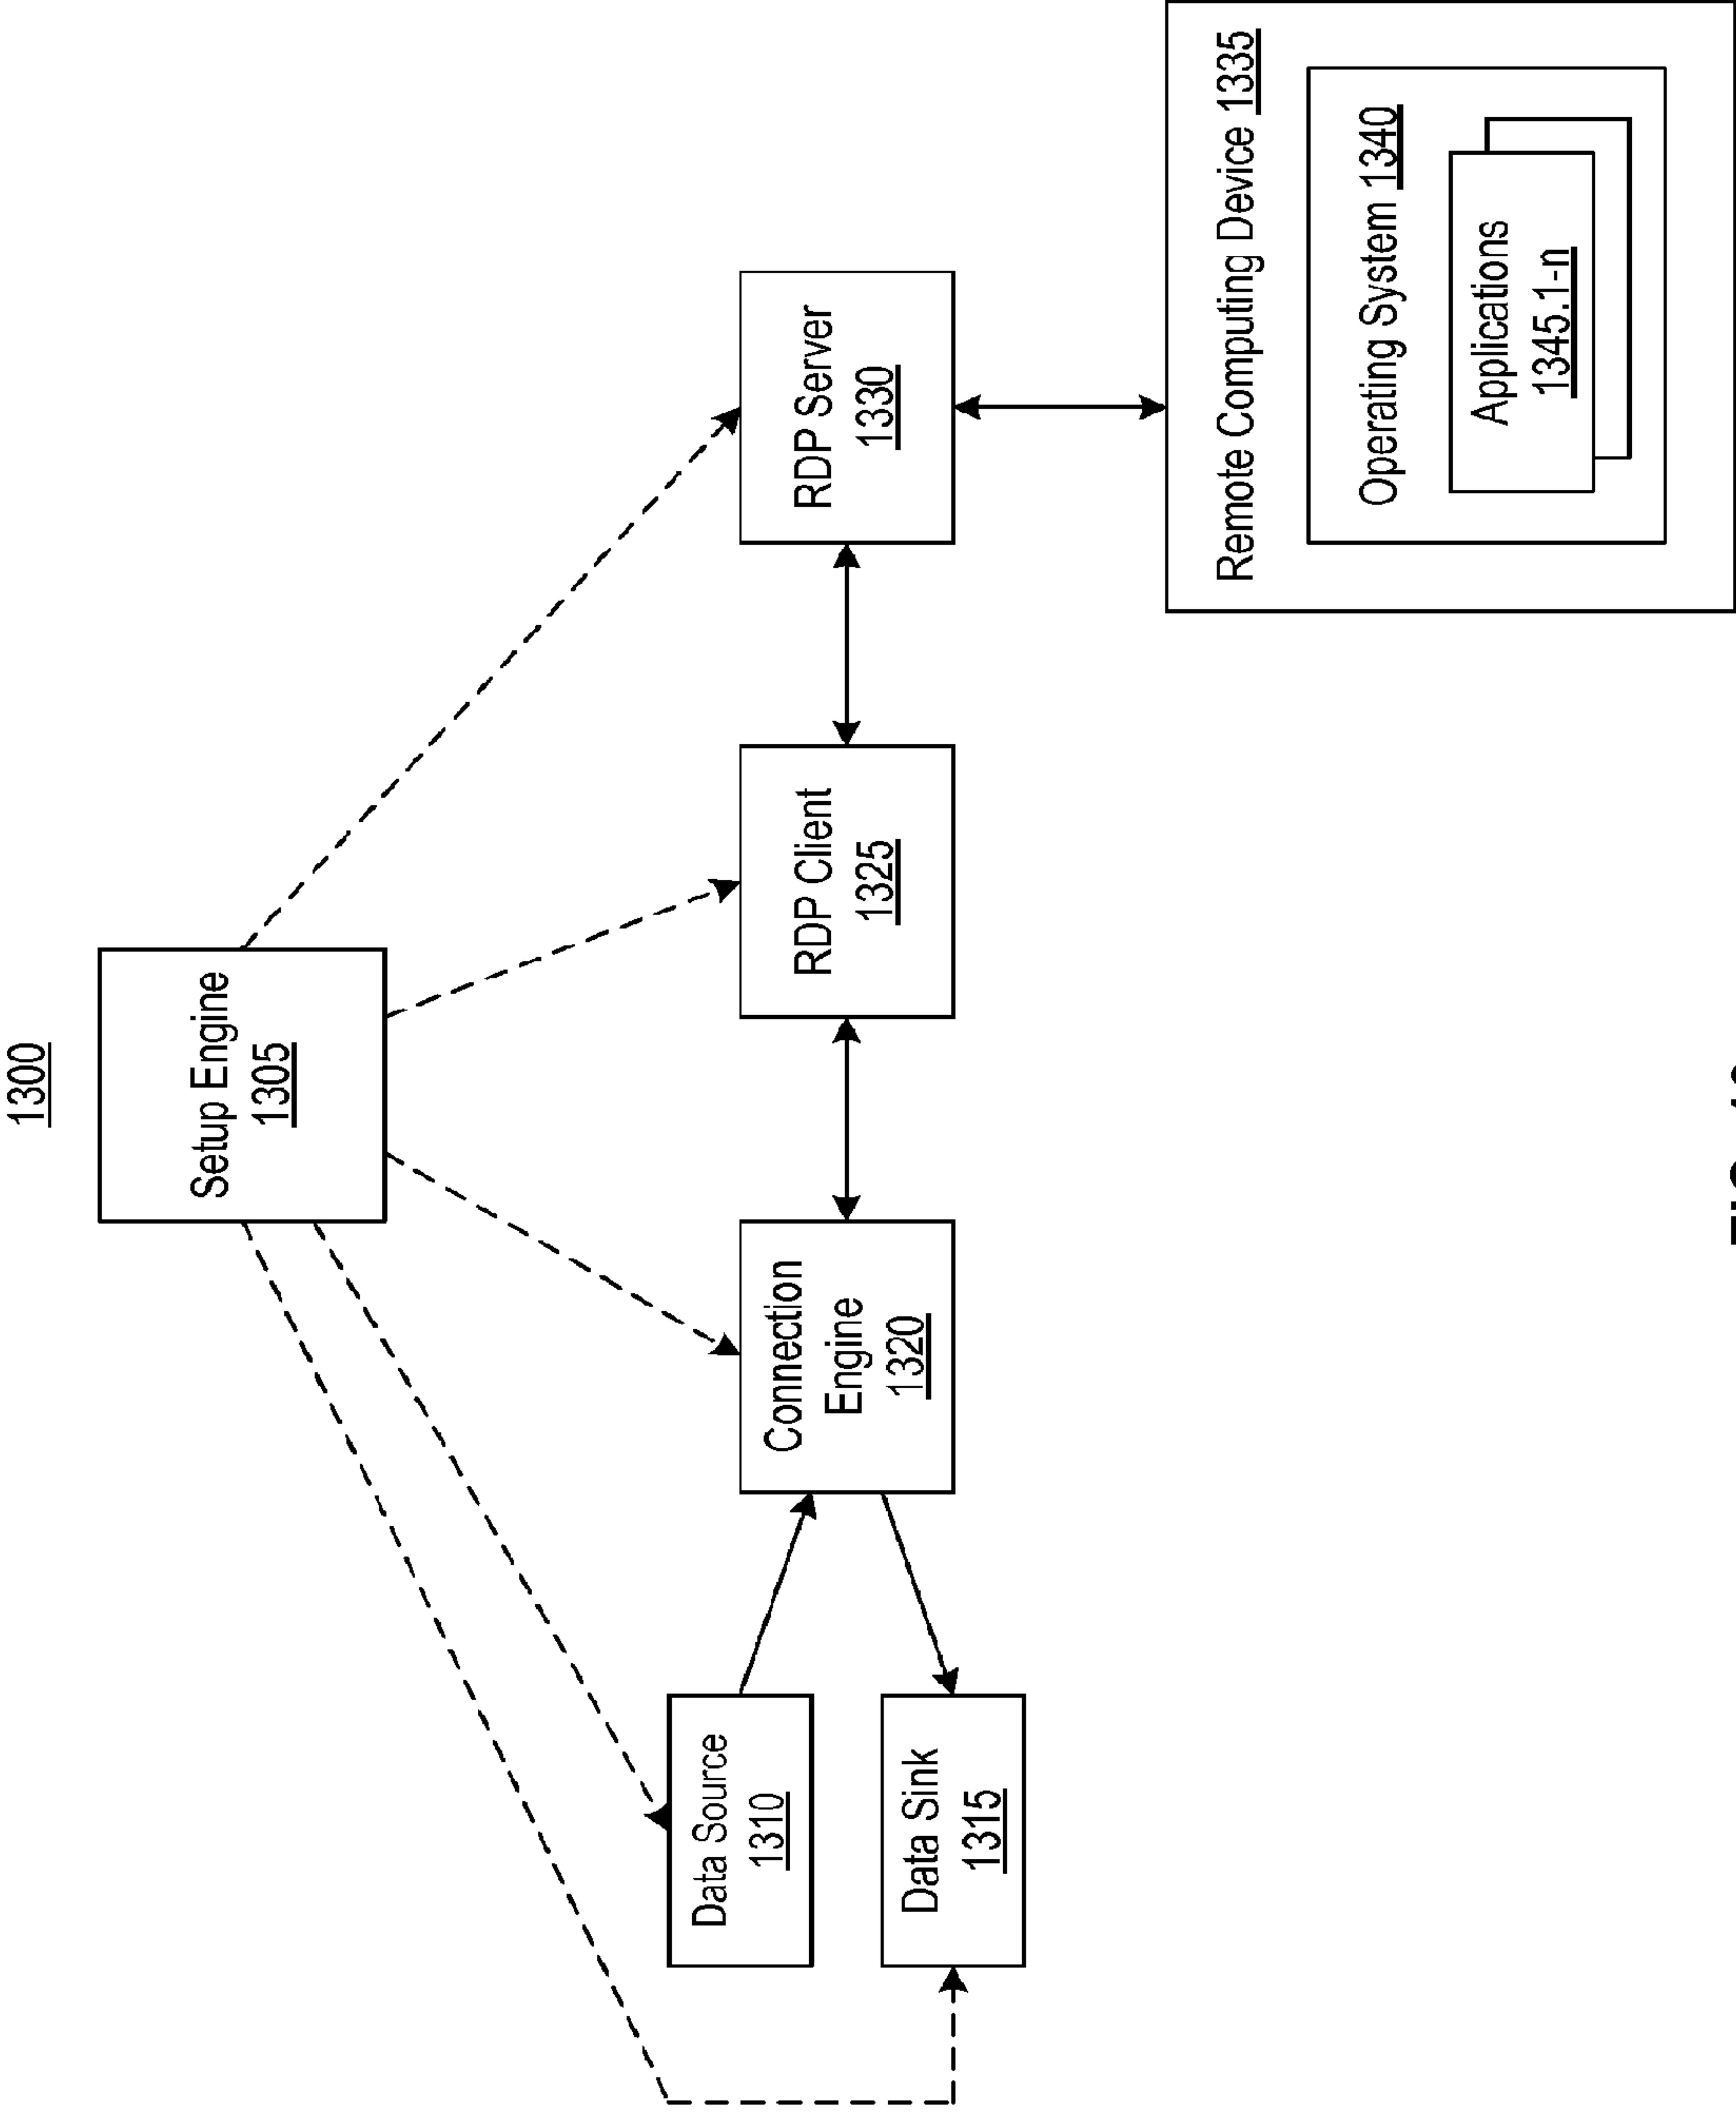 1300
Setup Engine
1305
Data Source
1310
Data Sink
1315
Connection
Engine
1320
RDP Client
1325
RDP Server
1330
Remote Computing Device 1335
Operating System 1340
Applications
1345.1-n